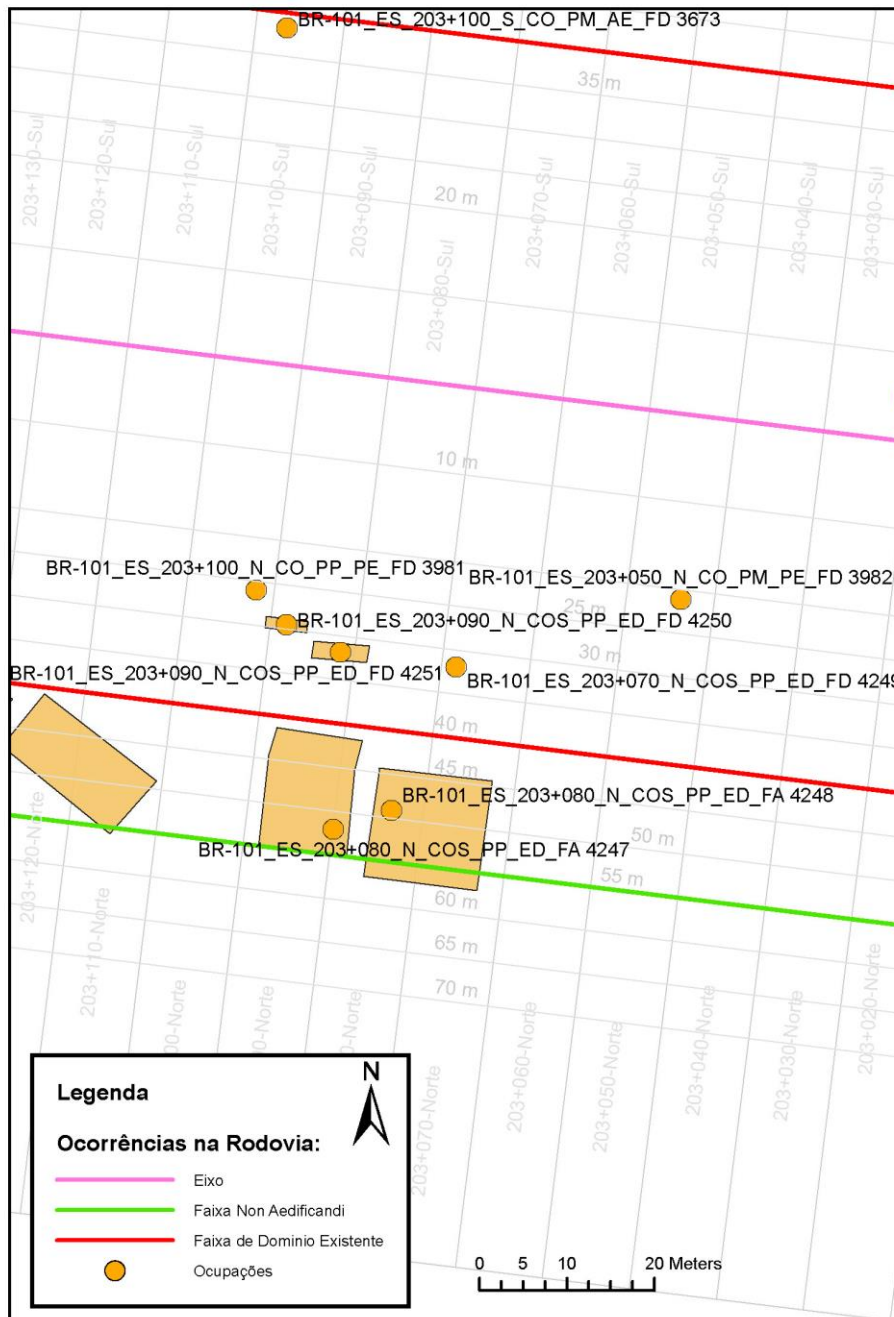 BR-101_ES_203+100_S_CO_PM_AE_FD 3673
35 m
203+130-Sul
203+120-Sul
203+110-Sul
203+100-Sul
203+090-Sul
203+080-Sul
203+070-Sul
203+060-Sul
203+050-Sul
203+040-Sul
203+030-Sul
20 m
10 m
BR-101_ES_203+100_N_CO_PP_PE_FD 3981
BR-101_ES_203+050_N_CO_PM_PE_FD 3982
25 m
BR-101_ES_203+090_N_COS_PP_ED_FD 4250
30 m
BR-101_ES_203+090_N_COS_PP_ED_FD 4251
BR-101_ES_203+070_N_COS_PP_ED_FD 4249
40 m
45 m
BR-101_ES_203+080_N_COS_PP_ED_FA 4248
50 m
BR-101_ES_203+080_N_COS_PP_ED_FA 4247
55 m
60 m
65 m
70 m
203+120-Norte
203+110-Norte
00-Norte
0-Norte
203+070-Norte
203+060-Norte
203+050-Norte
203+040-Norte
203+030-Norte
203+020-Norte
Legenda
N
Ocorrências na Rodovia:
Eixo
Faixa Non Aedificandi
Faixa de Dominio Existente
Ocupações
0 5 10 20 Meters